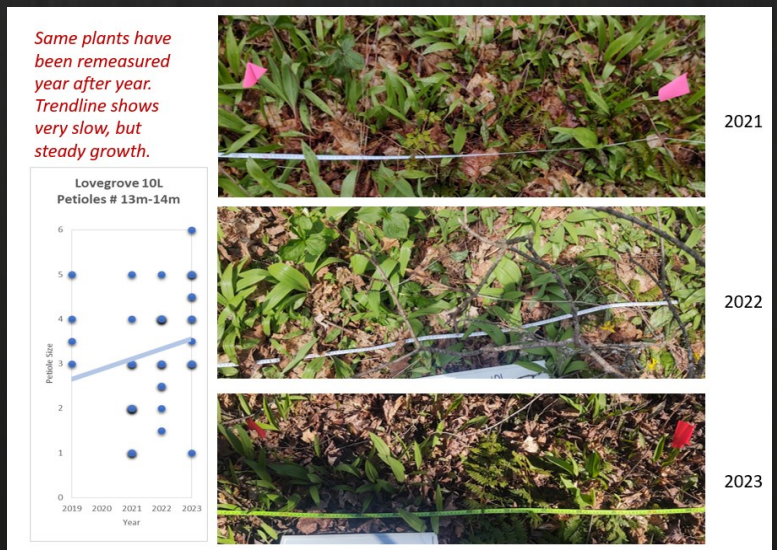 Same plants have
been remeasured
year after year.
Trendline shows
very slow, but
steady growth.
Lovegrove 10L
Petioles # 13m-14m
6
5
4
3
2
1
0
Petiole Size
2019 2020 2021 2022 2023
Year
2021
2022
2023